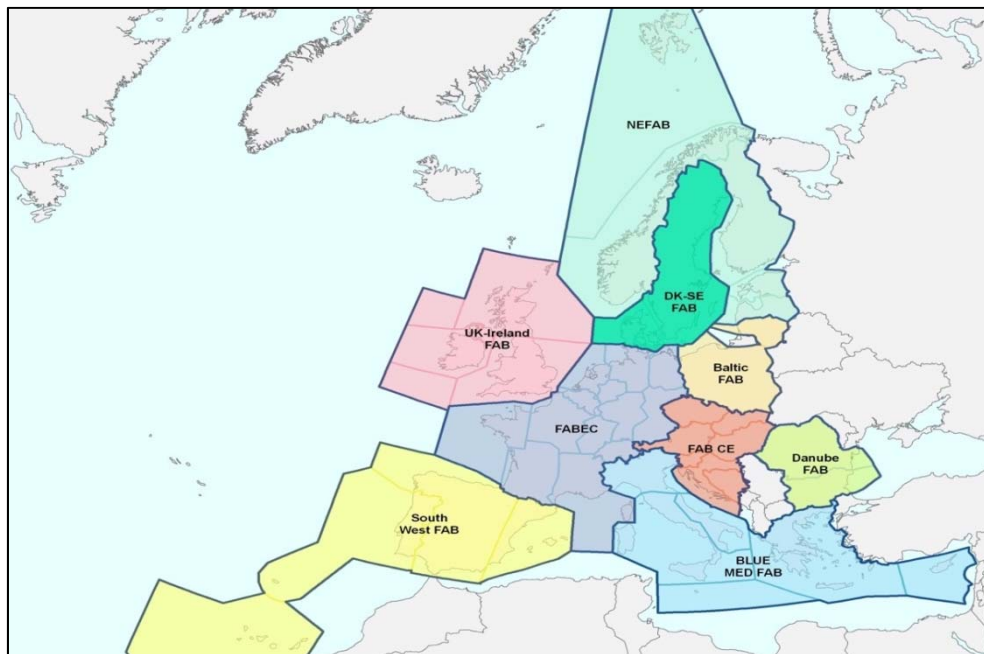 NEFAB
DK-SE
FAB
UK-Ireland
FAB
Baltic
FAB
FABEC
FAB CE
Danube
FAB
South
West FAB
BLUE
MED FAB